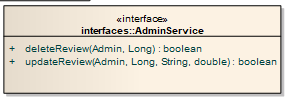 «interface»
interfaces::AdminService
+ deleteReview(Admin, Long) : boolean
+ updateReview(Admin, Long, String, double) : boolean